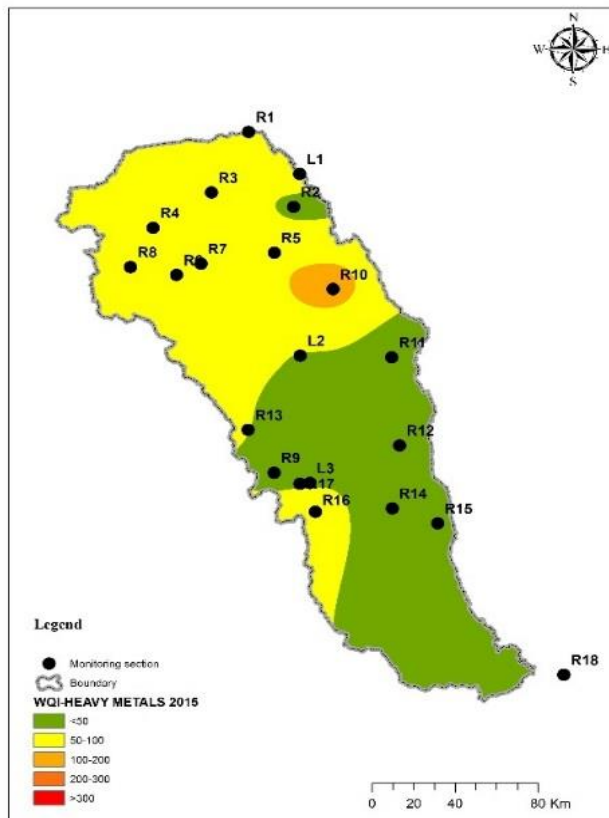 N
W
S
R1
L1
R3
R2
R4
R5
R7
R8
R6
R10
L2
R11
R13
R12
R9
L3
R17
R16
R14
R15
R18
Legend
Monitoring section
Boundary
WQI-HEAVY METALS 2015
<50
50-100
100-200
200-300
>300
0 20 40 80 Km